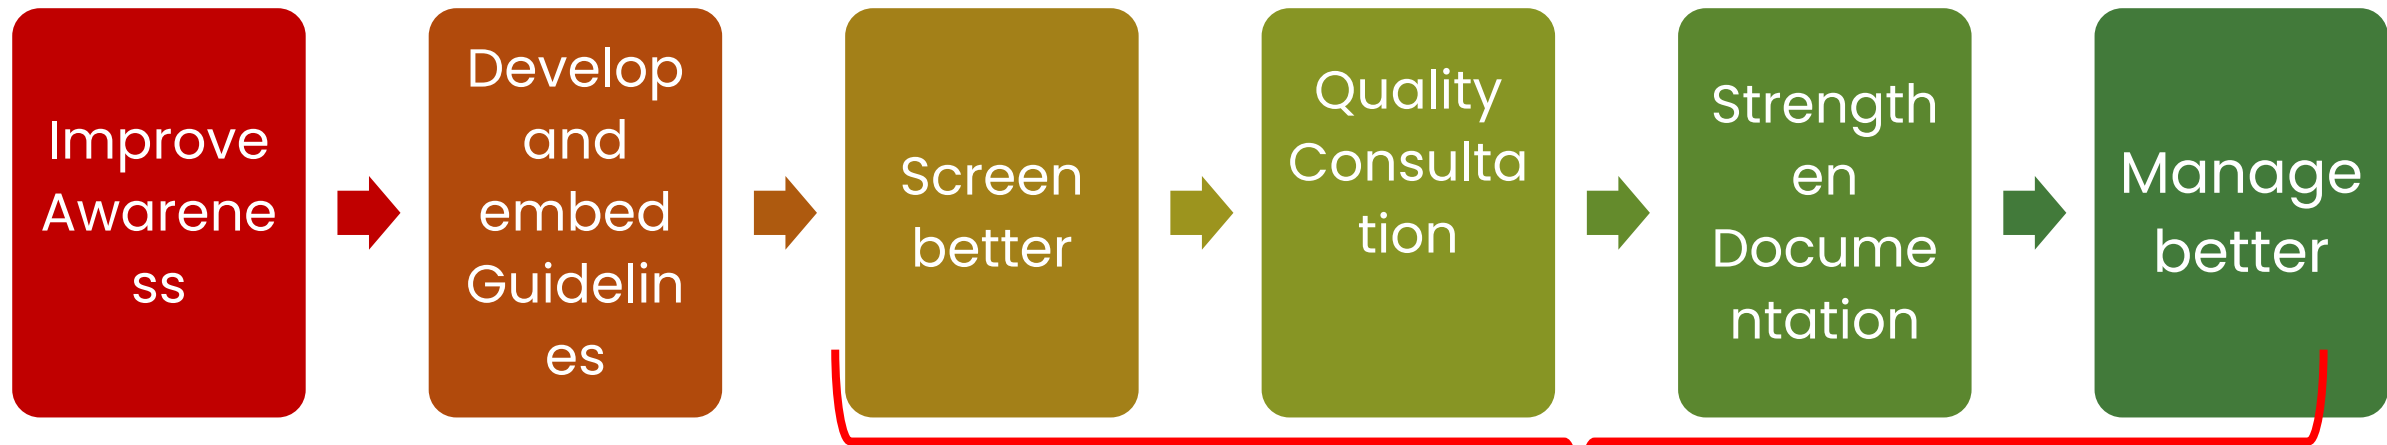 Improve
Awarene
ss
Develop
and
embed
Guidelin
es
Screen
better
Quality
Consulta
tion
Strength
en
Docume
ntation
Manage
better